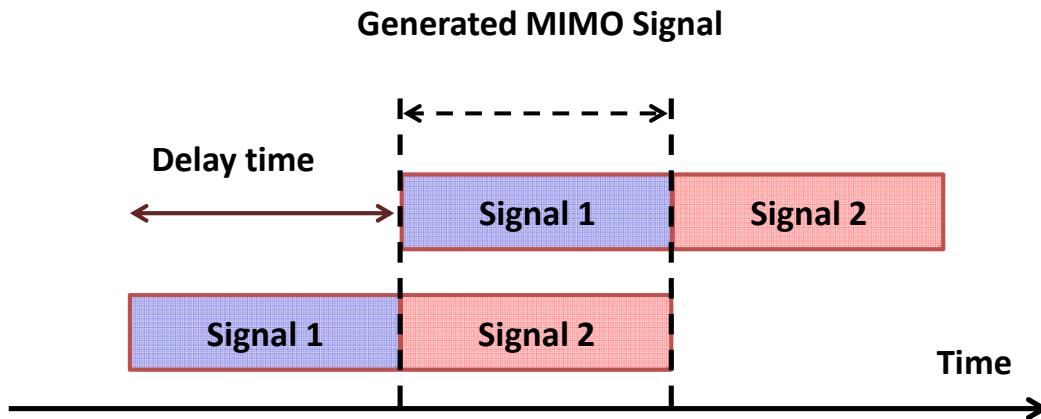 Generated MIMO Signal
Delay time
Signal 1
Signal 2
Signal 1
Signal 2
Time